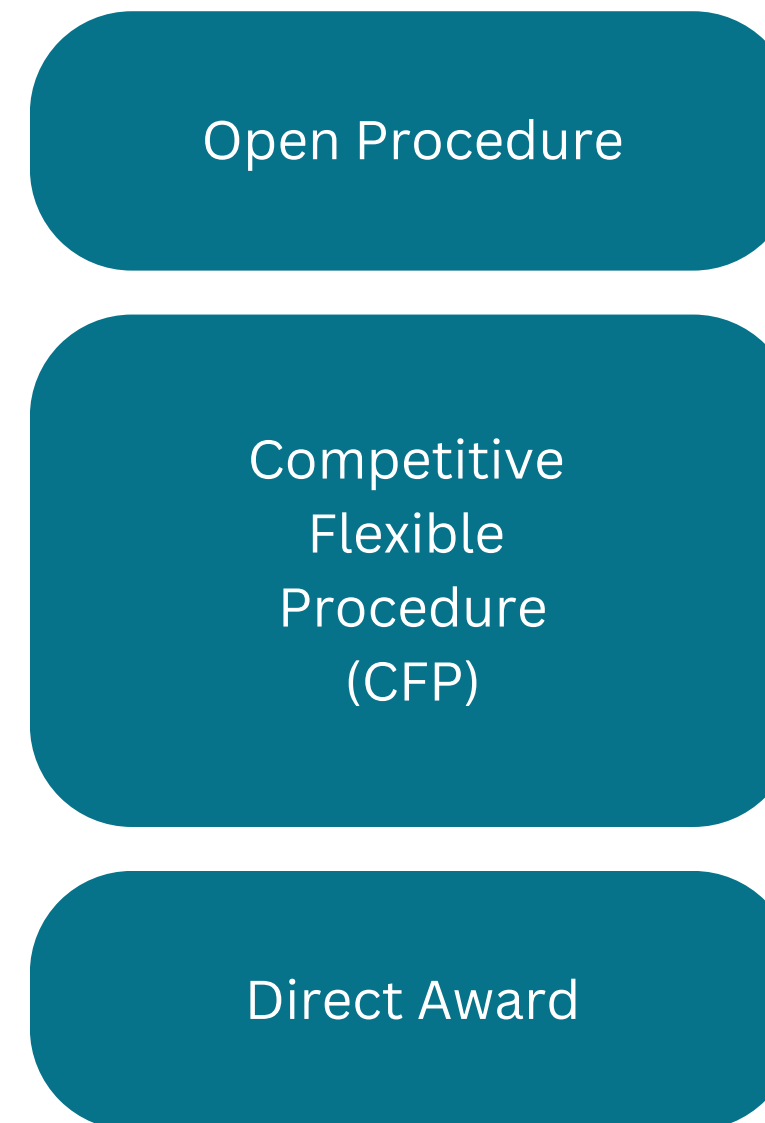 Open Procedure
Competitive
Flexible
Procedure
(CFP)
Direct Award